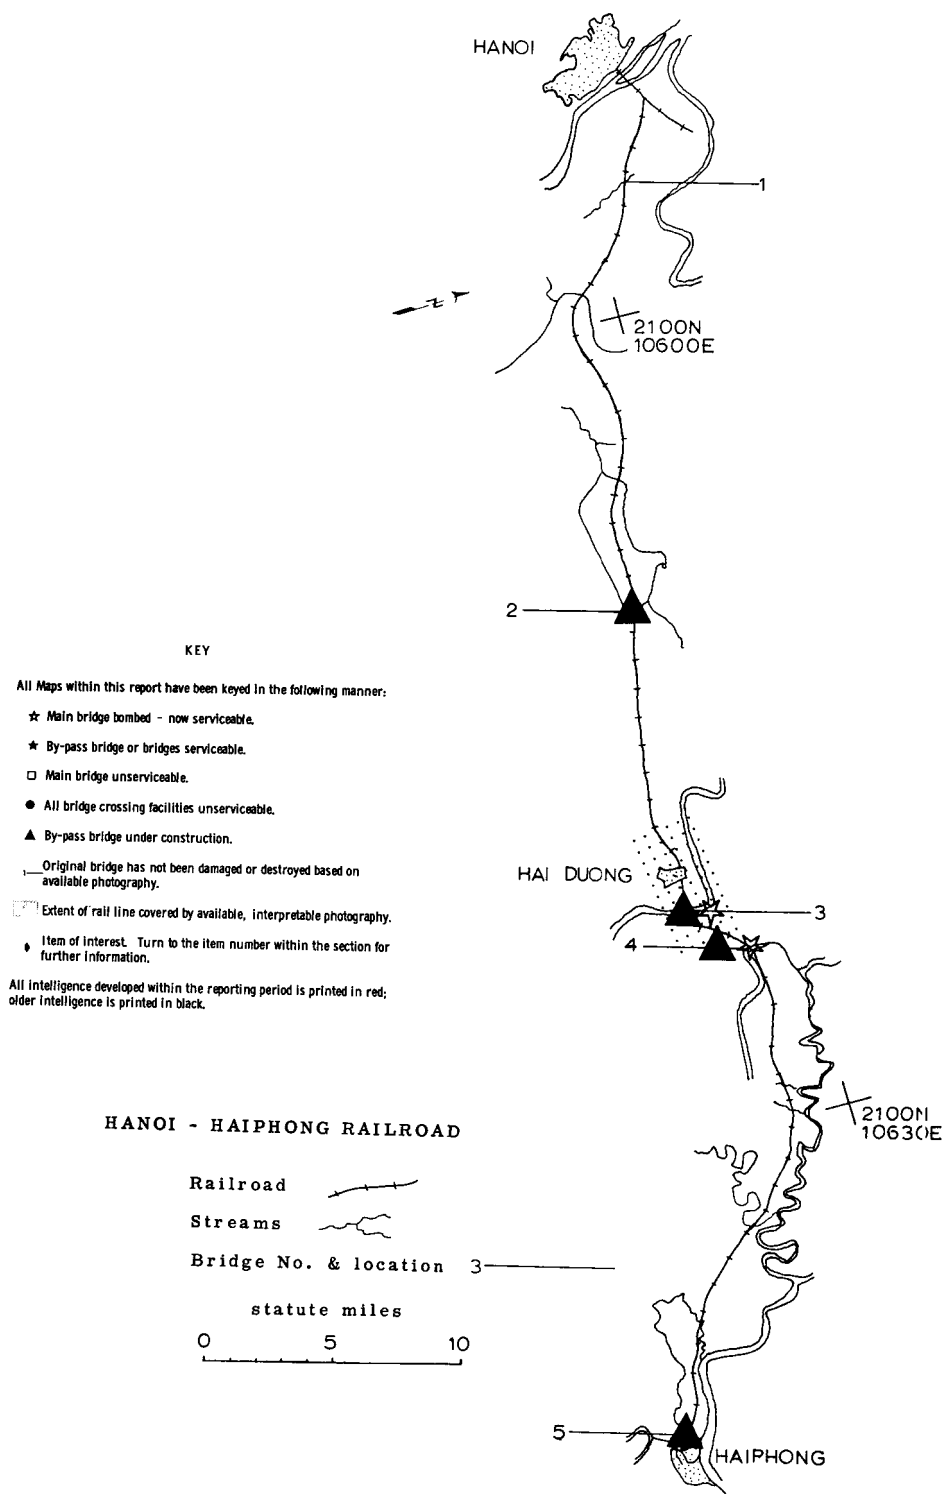 HANOI
1
N
2100N
10600E
2
KEY
All Maps within this report have been keyed in the following manner:
Main bridge bombed - now serviceable.
By-pass bridge or bridges serviceable.
Main bridge unserviceable.
All bridge crossing facilities unserviceable.
By-pass bridge under construction.
1 Original bridge has not been damaged or destroyed based on
available photography.
Extent of rail line covered by available, interpretable photography.
Item of interest. Turn to the item number within the section for
further information.
All intelligence developed within the reporting period is printed in red;
older intelligence is printed in black.
HAI DUONG
3
4
2100N
10630E
HANOI - HAIPHONG RAILROAD
Railroad
Streams
Bridge No. & location 3
statute miles
0 5 10
5
HAIPHONG